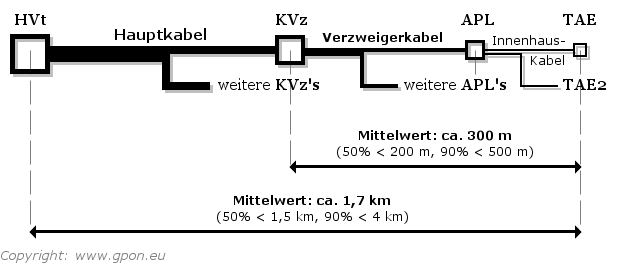 HVt
KVz
APL
TAE
Hauptkabel
Verzweigerkabel
Innenhaus-
Kabel
weitere KVz's
weitere APL's
TAE2
Mittelwert: ca. 300 m
(50% < 200 m, 90% < 500 m)
Mittelwert: ca. 1,7 km
(50% < 1,5 km, 90% < 4 km)
Copyright: www.gpon.eu